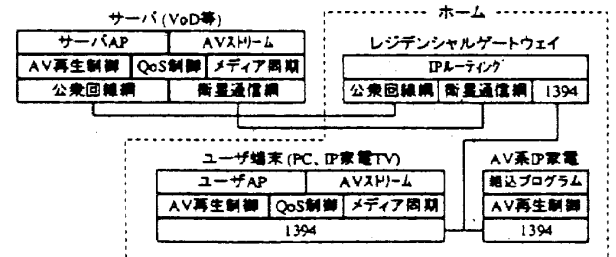 サーバ (VoD等)
サーバAP AVストリーム
AV再生制御 QoS制御 メディア同期
公衆回線網 衛星通信網
ホーム
レジデンシャルゲートウェイ
IPルーティング
公衆回線網 衛星通信網 1394
ユーザ端末 (PC、IP家電TV)
ユーザAP AVストリーム
AV再生制御 QoS制御 メディア同期
1394
AV系IP家電
組込プログラム
AV再生制御
1394